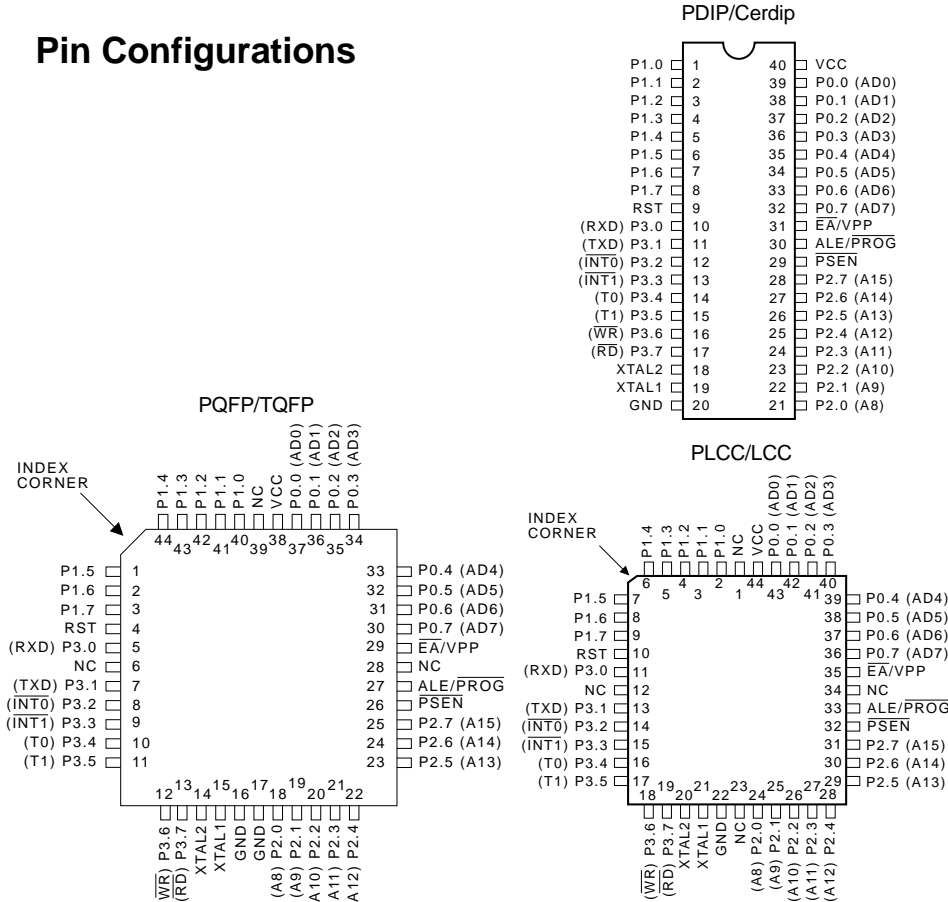 Pin Configurations
PDIP/Cerdip
P1.0 1 40 VCC
P1.1 2 39 P0.0 (AD0)
P1.2 3 38 P0.1 (AD1)
P1.3 4 37 P0.2 (AD2)
P1.4 5 36 P0.3 (AD3)
P1.5 6 35 P0.4 (AD4)
P1.6 7 34 P0.5 (AD5)
P1.7 8 33 P0.6 (AD6)
RST 9 32 P0.7 (AD7)
(RXD) P3.0 10 31 EA/VPP
(TXD) P3.1 11 30 ALE/PROG
(INT0) P3.2 12 29 PSEN
(INT1) P3.3 13 28 P2.7 (A15)
(T0) P3.4 14 27 P2.6 (A14)
(T1) P3.5 15 26 P2.5 (A13)
(WR) P3.6 16 25 P2.4 (A12)
(RD) P3.7 17 24 P2.3 (A11)
XTAL2 18 23 P2.2 (A10)
XTAL1 19 22 P2.1 (A9)
GND 20 21 P2.0 (A8)
PQFP/TQFP
INDEX
CORNER
P1.4 P1.3 P1.2 P1.1 P1.0 NC VCC P0.0 (AD0) P0.1 (AD1) P0.2 (AD2) P0.3 (AD3)
44 43 42 41 40 39 38 37 36 35 34
P1.5 1 33 P0.4 (AD4)
P1.6 2 32 P0.5 (AD5)
P1.7 3 31 P0.6 (AD6)
RST 4 30 P0.7 (AD7)
(RXD) P3.0 5 29 EA/VPP
NC 6 28 NC
(TXD) P3.1 7 27 ALE/PROG
(INT0) P3.2 8 26 PSEN
(INT1) P3.3 9 25 P2.7 (A15)
(T0) P3.4 10 24 P2.6 (A14)
(T1) P3.5 11 23 P2.5 (A13)
12 13 14 15 16 17 18 19 20 21 22
(WR) P3.6 (RD) P3.7 XTAL2 XTAL1 GND GND (A8) P2.0 (A9) P2.1 A10) P2.2 A11) P2.3 A12) P2.4
PLCC/LCC
INDEX
CORNER
P1.4 P1.3 P1.2 P1.1 P1.0 NC VCC P0.0 (AD0) P0.1 (AD1) P0.2 (AD2) P0.3 (AD3)
6 5 4 3 2 1 44 43 42 41 40
P1.5 7 39 P0.4 (AD4)
P1.6 8 38 P0.5 (AD5)
P1.7 9 37 P0.6 (AD6)
RST 10 36 P0.7 (AD7)
(RXD) P3.0 11 35 EA/VPP
NC 12 34 NC
(TXD) P3.1 13 33 ALE/PROG
(INT0) P3.2 14 32 PSEN
(INT1) P3.3 15 31 P2.7 (A15)
(T0) P3.4 16 30 P2.6 (A14)
(T1) P3.5 17 29 P2.5 (A13)
18 19 20 21 22 23 24 25 26 27 28
(WR) P3.6 (RD) P3.7 XTAL2 XTAL1 GND NC (A8) P2.0 (A9) P2.1 (A10) P2.2 (A11) P2.3 (A12) P2.4